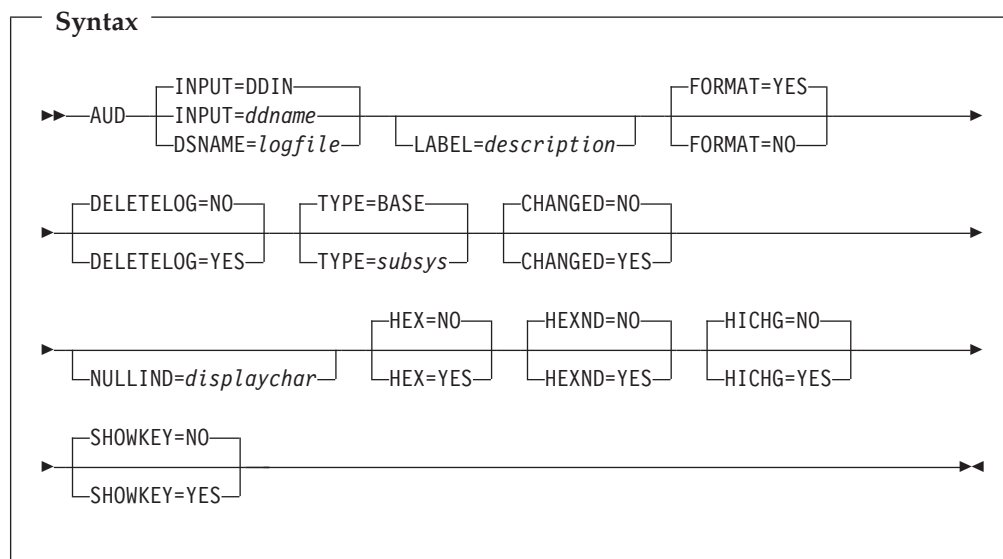 Syntax
INPUT=DDIN FORMAT=YES
AUD INPUT=ddname
DSNAME=logfile LABEL=description FORMAT=NO
DELETELOG=NO TYPE=BASE CHANGED=NO
DELETELOG=YES TYPE=subsys CHANGED=YES
HEX=NO HEXND=NO HICHG=NO
NULLIND=displaychar HEX=YES HEXND=YES HICHG=YES
SHOWKEY=NO
SHOWKEY=YES